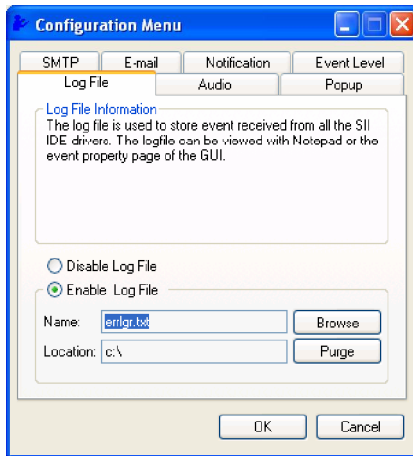 Configuration Menu
SMTP E-mail Notification Event Level
Log File Audio Popup
Log File Information
The log file is used to store event received from all the SII
IDE drivers. The logfile can be viewed with Notepad or the
event property page of the GUI.
Disable Log File
Enable Log File
Name: errlgr.txt Browse
Location: c:\ Purge
OK Cancel